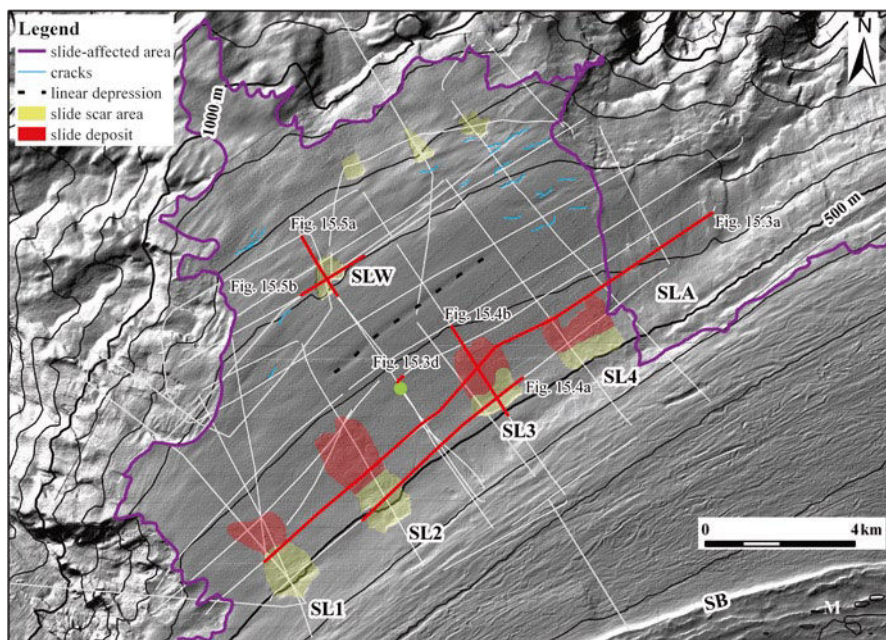 Legend
slide-affected area
cracks
linear depression
slide scar area
slide deposit
N
1000 m
500 m
Fig. 15.5a
Fig. 15.3a
Fig. 15.5b
SLW
SLA
Fig. 15.4b
Fig. 15.3d
Fig. 15.4a
SL4
SL3
SL2
SL1
0 4 km
SB
M